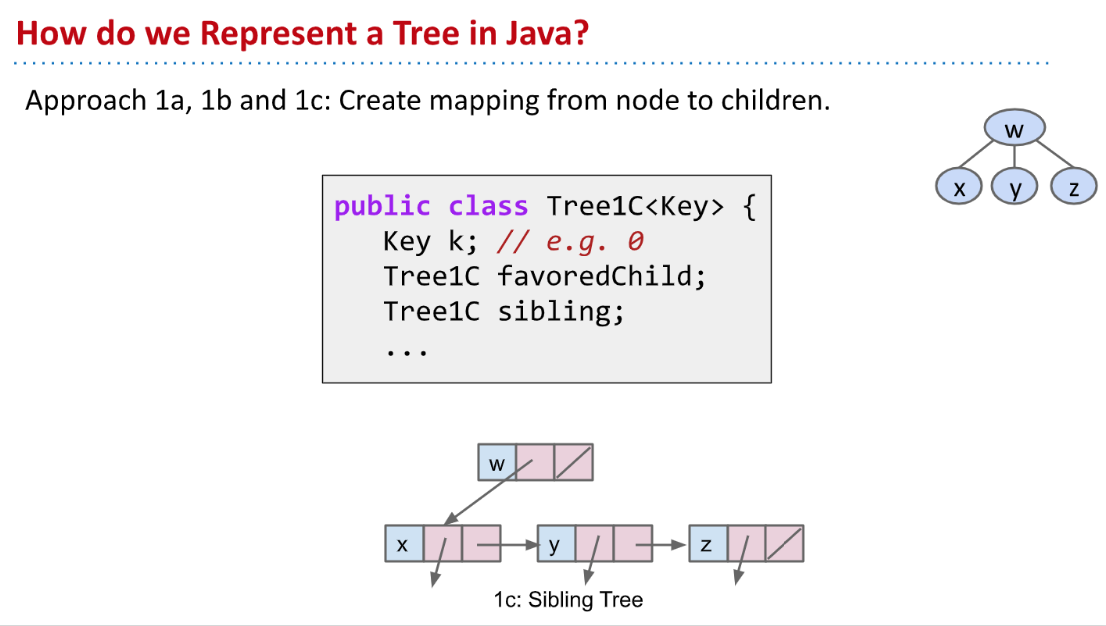 How do we Represent a Tree in Java?
Approach 1a, 1b and 1c: Create mapping from node to children.
w
x y z
public class Tree1C<Key> {
Key k; // e.g. 0
Tree1C favoredChild;
Tree1C sibling;
...
w
x y z
1c: Sibling Tree